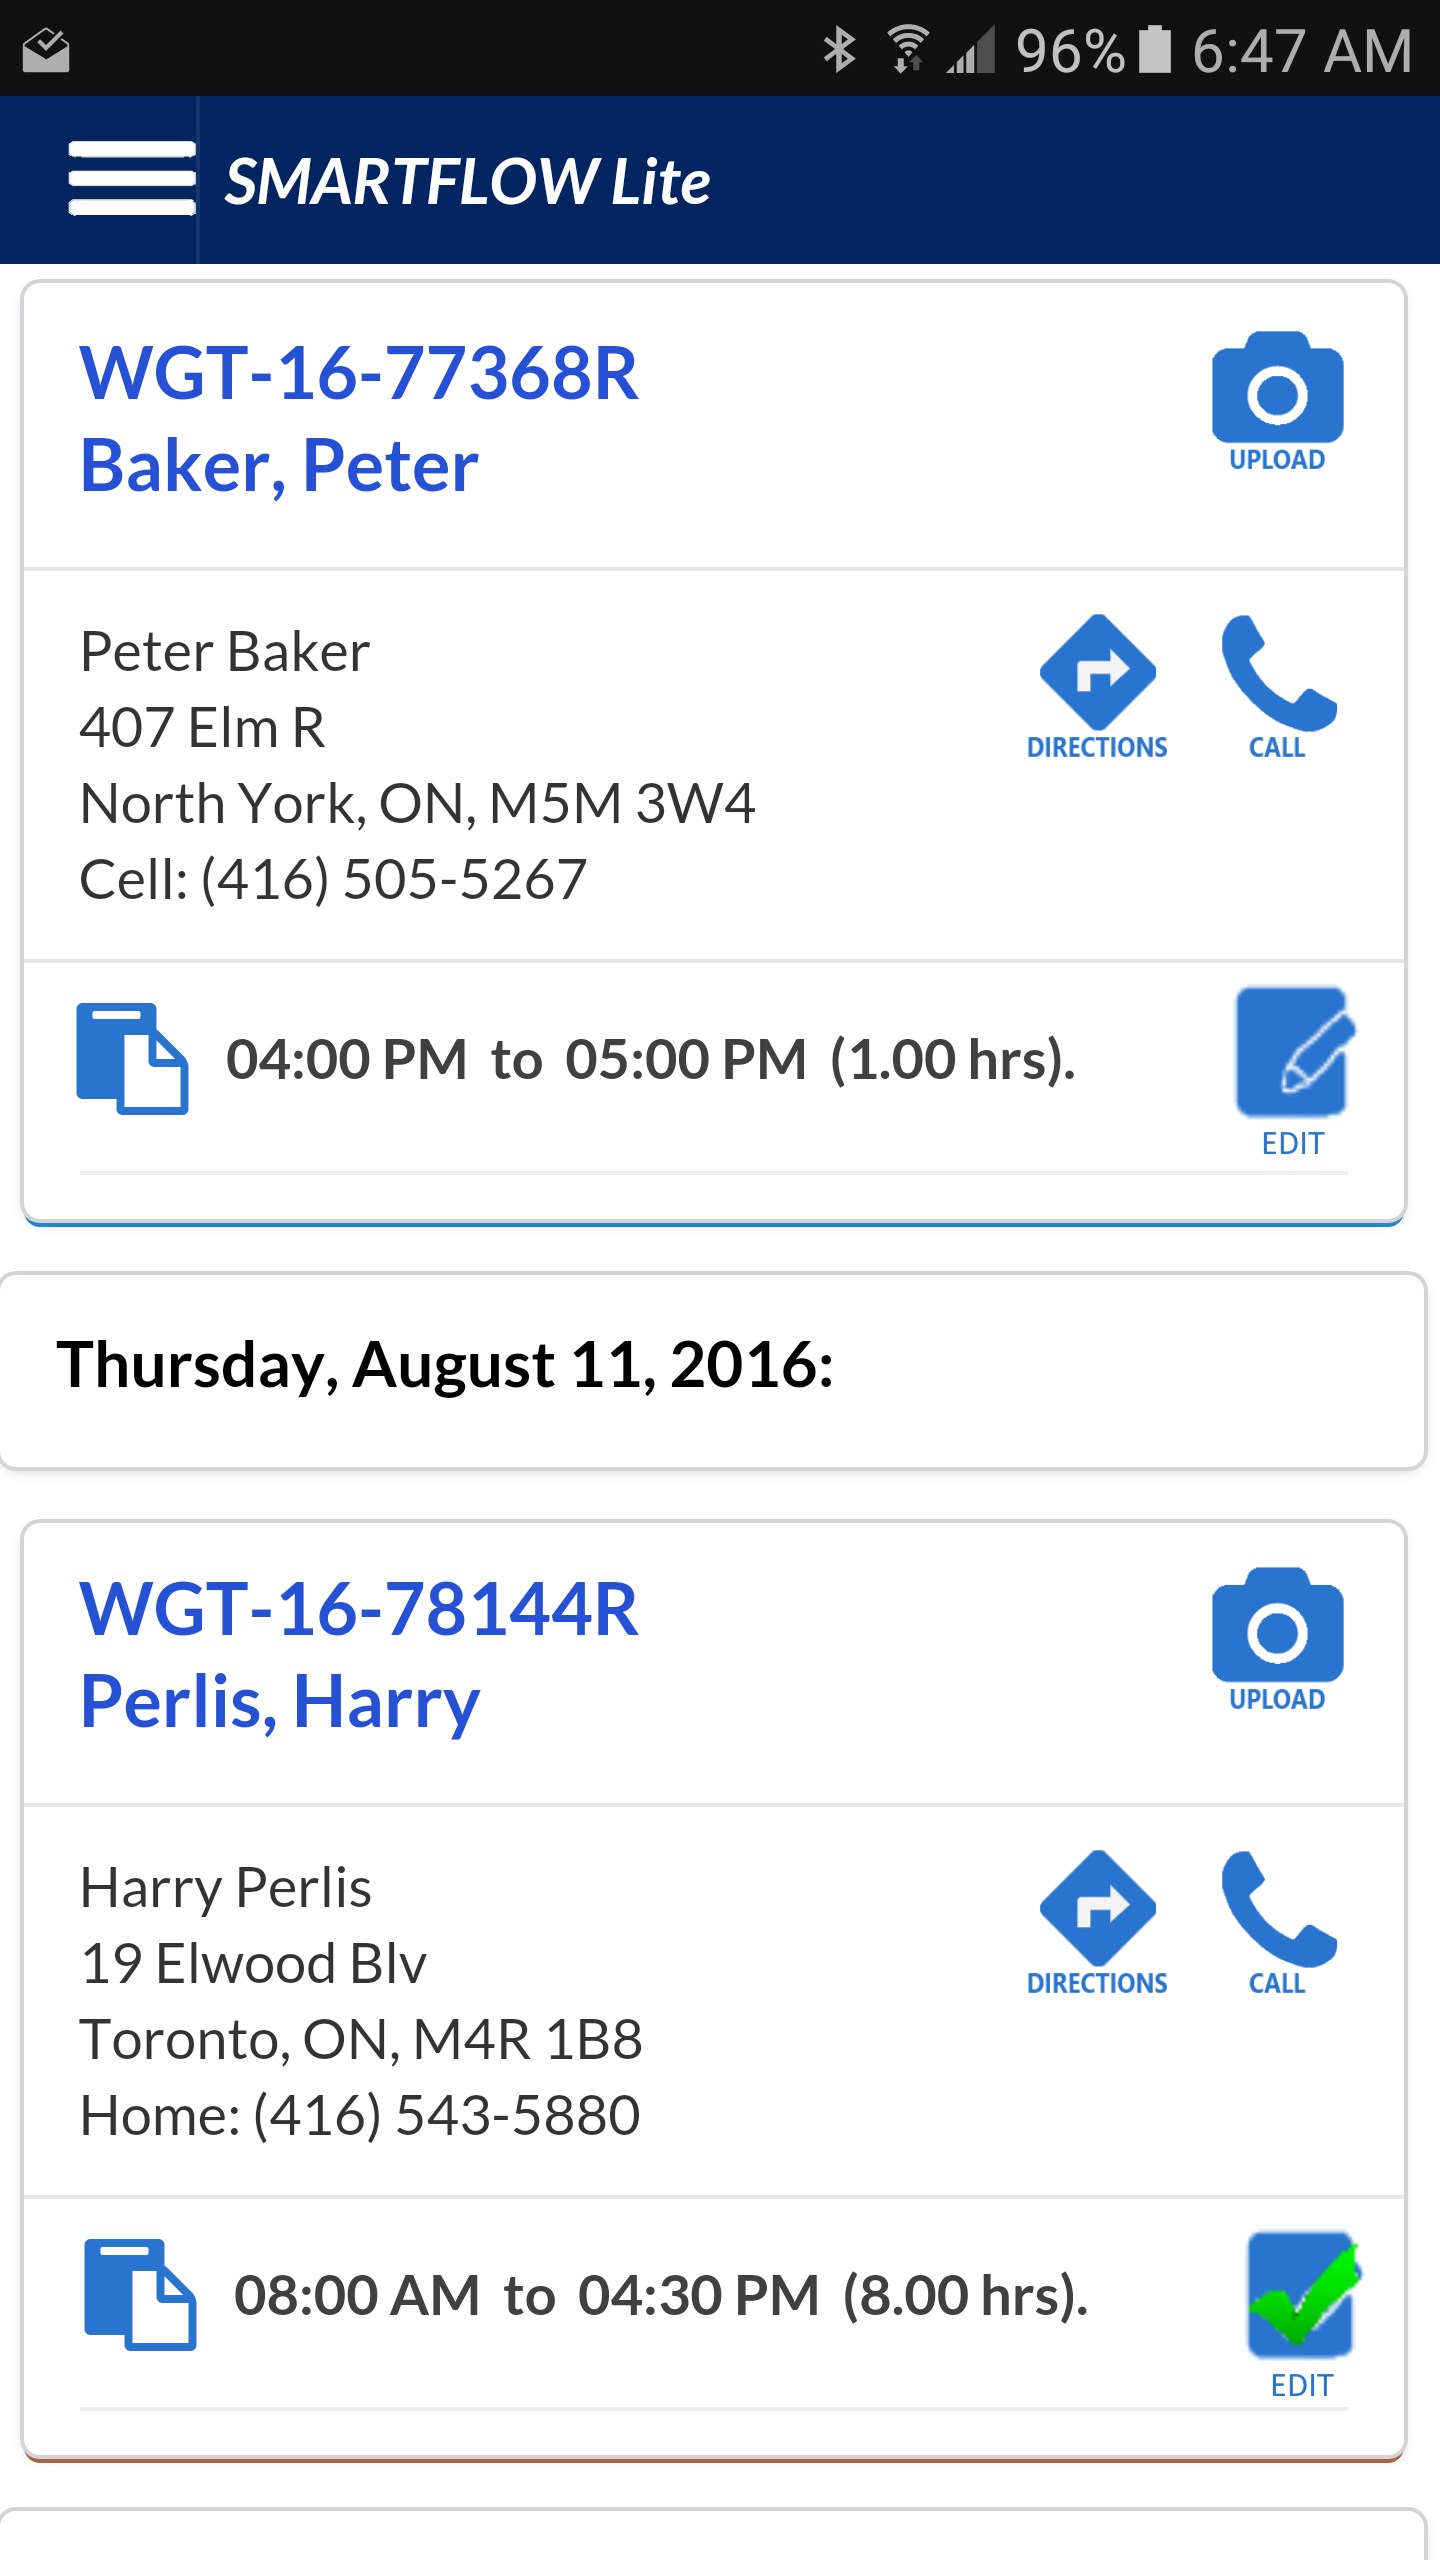 96% 6:47 AM
SMARTFLOW Lite
WGT-16-77368R
Baker, Peter
UPLOAD
Peter Baker
407 Elm R
North York, ON, M5M 3W4
Cell: (416) 505-5267
DIRECTIONS
CALL
04:00 PM to 05:00 PM (1.00 hrs).
EDIT
Thursday, August 11, 2016:
WGT-16-78144R
Perlis, Harry
UPLOAD
Harry Perlis
19 Elwood Blv
Toronto, ON, M4R 1B8
Home: (416) 543-5880
DIRECTIONS
CALL
08:00 AM to 04:30 PM (8.00 hrs).
EDIT